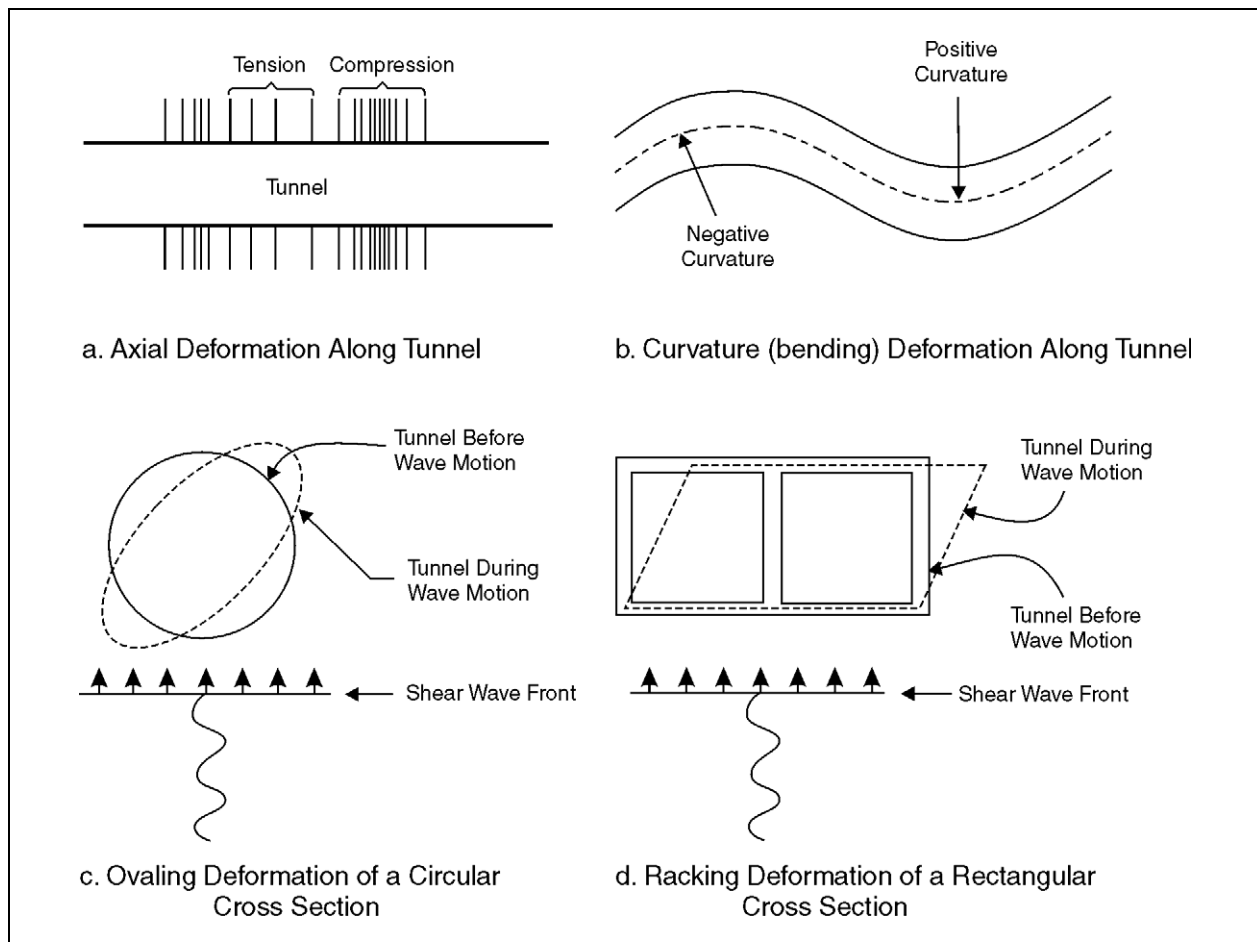 Tension
Compression
Tunnel
a. Axial Deformation Along Tunnel
Positive
Curvature
Negative
Curvature
b. Curvature (bending) Deformation Along Tunnel
Tunnel Before
Wave Motion
Tunnel During
Wave Motion
Shear Wave Front
c. Ovaling Deformation of a Circular
Cross Section
Tunnel During
Wave Motion
Tunnel Before
Wave Motion
Shear Wave Front
d. Racking Deformation of a Rectangular
Cross Section